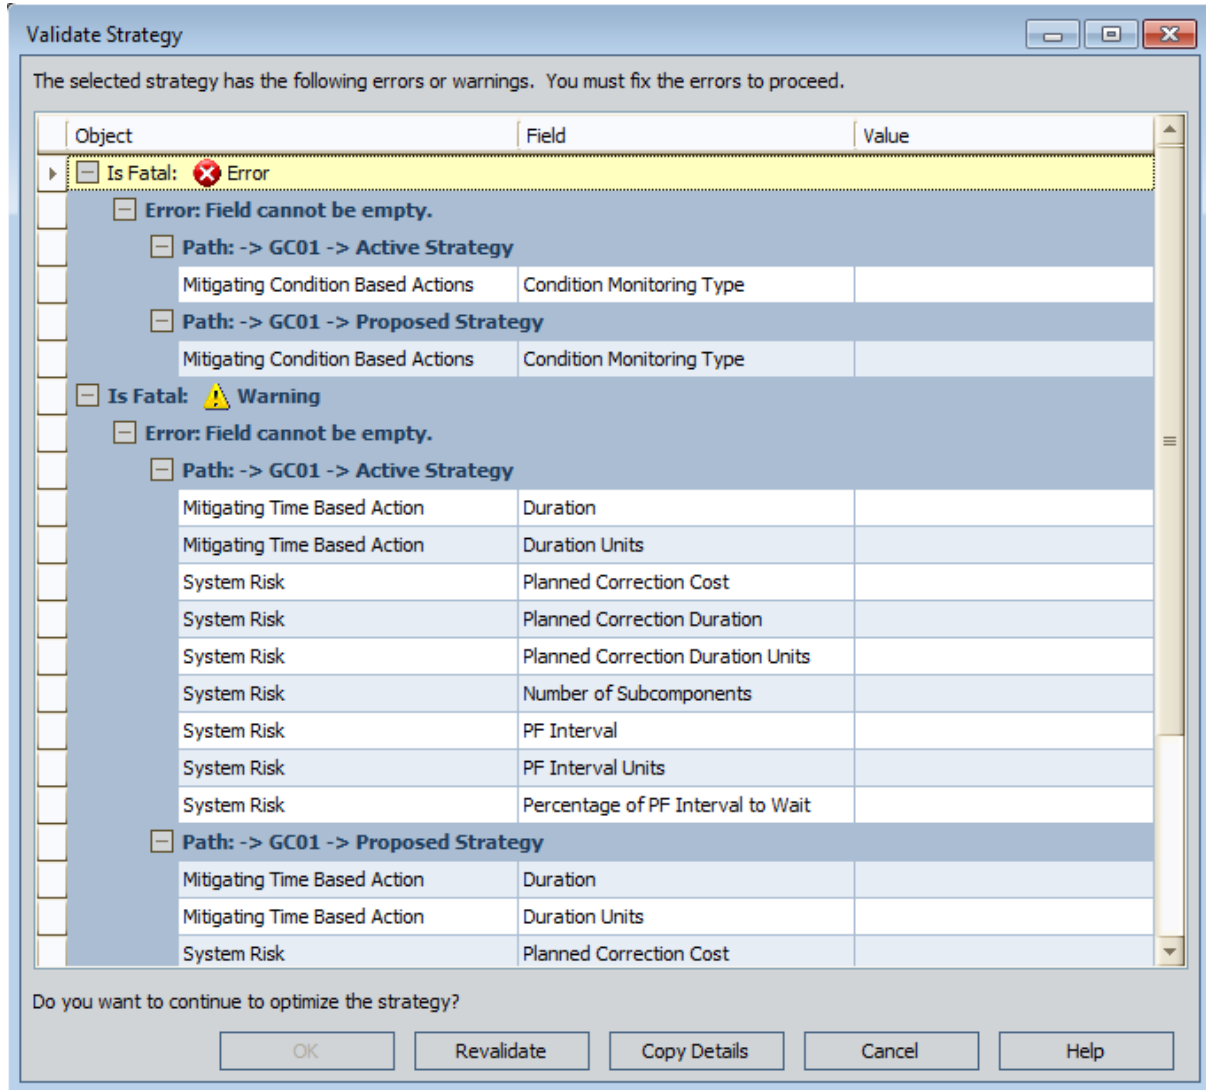 Validate Strategy
The selected strategy has the following errors or warnings.  You must fix the errors to proceed.
Object Field Value
Is Fatal: Error
Error: Field cannot be empty.
Path: -> GC01 -> Active Strategy
Mitigating Condition Based Actions Condition Monitoring Type
Path: -> GC01 -> Proposed Strategy
Mitigating Condition Based Actions Condition Monitoring Type
Is Fatal: Warning
Error: Field cannot be empty.
Path: -> GC01 -> Active Strategy
Mitigating Time Based Action Duration
Mitigating Time Based Action Duration Units
System Risk Planned Correction Cost
System Risk Planned Correction Duration
System Risk Planned Correction Duration Units
System Risk Number of Subcomponents
System Risk PF Interval
System Risk PF Interval Units
System Risk Percentage of PF Interval to Wait
Path: -> GC01 -> Proposed Strategy
Mitigating Time Based Action Duration
Mitigating Time Based Action Duration Units
System Risk Planned Correction Cost
Do you want to continue to optimize the strategy?
OK Revalidate Copy Details Cancel Help